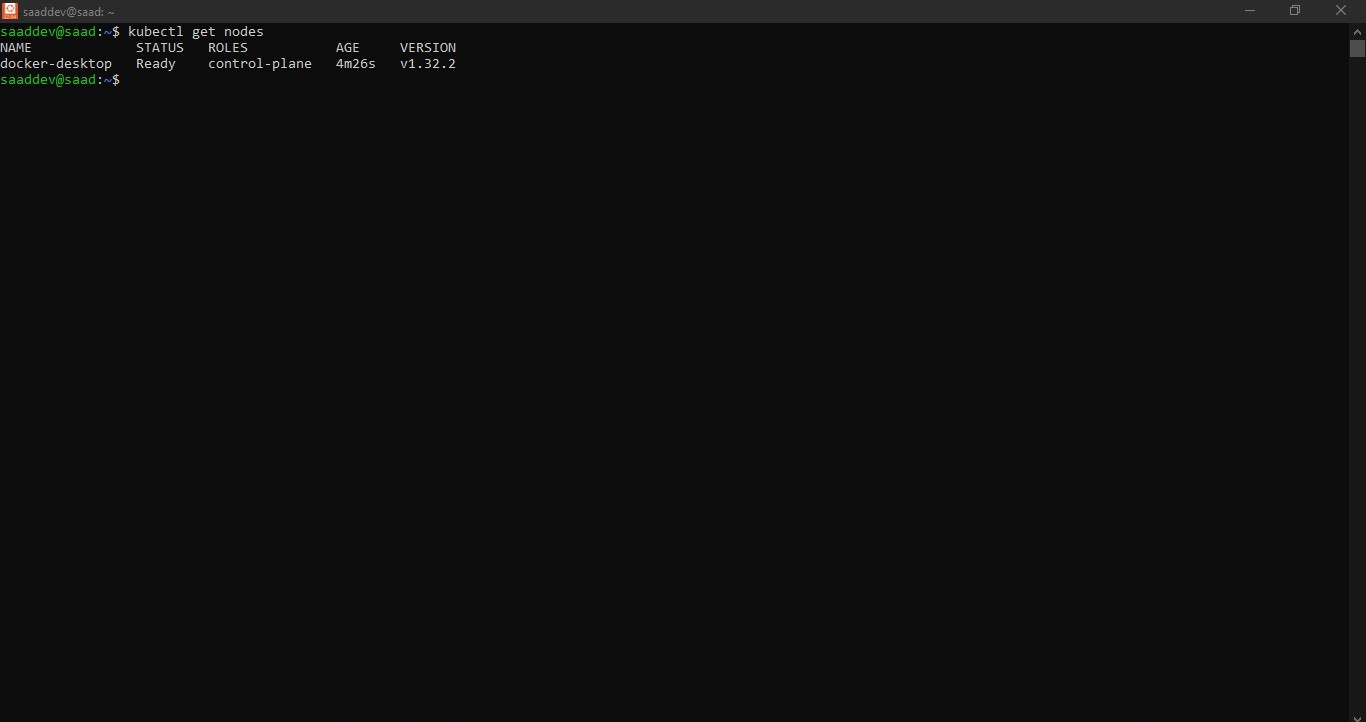 saaddev@saad: ~
saaddev@saad:~$ kubectl get nodes
NAME STATUS ROLES AGE VERSION
docker-desktop Ready control-plane 4m26s v1.32.2
saaddev@saad:~$